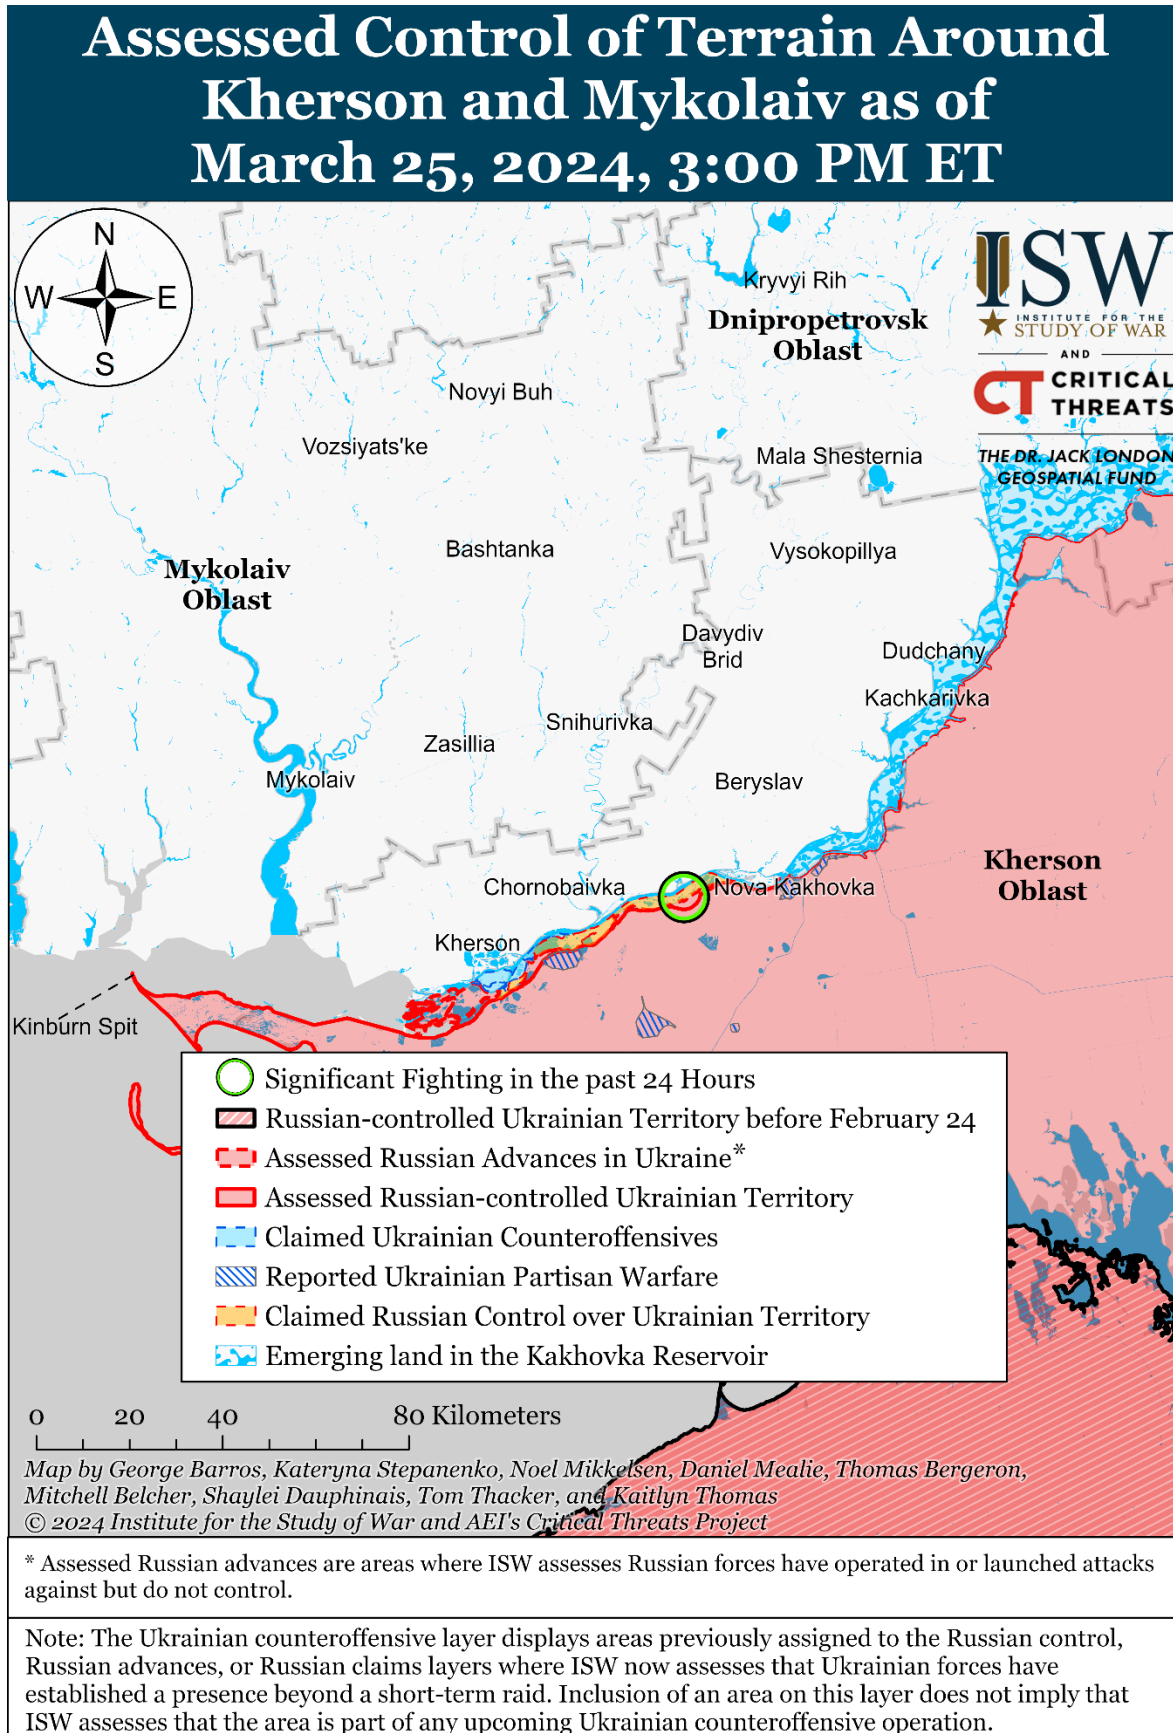 Assessed Control of Terrain Around
Kherson and Mykolaiv as of
March 25, 2024, 3:00 PM ET
N
W
E
S
ISW
INSTITUTE FOR THE
STUDY OF WAR
AND
CT CRITICAL
THREATS
THE DR. JACK LONDON
GEOSPATIAL FUND
Kryvyi Rih
Dnipropetrovsk
Oblast
Novyi Buh
Vozsiyats'ke
Mala Shesternia
Bashtanka
Vysokopillya
Mykolaiv
Oblast
Davydiv
Brid
Dudchany
Kachkarivka
Snihurivka
Zasillia
Mykolaiv
Beryslav
Kherson
Oblast
Chornobaivka
Nova Kakhovka
Kherson
Kinburn Spit
Significant Fighting in the past 24 Hours
Russian-controlled Ukrainian Territory before February 24
Assessed Russian Advances in Ukraine*
Assessed Russian-controlled Ukrainian Territory
Claimed Ukrainian Counteroffensives
Reported Ukrainian Partisan Warfare
Claimed Russian Control over Ukrainian Territory
Emerging land in the Kakhovka Reservoir
0 20 40 80 Kilometers
Map by George Barros, Kateryna Stepanenko, Noel Mikkelsen, Daniel Mealie, Thomas Bergeron,
Mitchell Belcher, Shaylei Dauphinais, Tom Thacker, and Kaitlyn Thomas
© 2024 Institute for the Study of War and AEI's Critical Threats Project
* Assessed Russian advances are areas where ISW assesses Russian forces have operated in or launched attacks
against but do not control.
Note: The Ukrainian counteroffensive layer displays areas previously assigned to the Russian control,
Russian advances, or Russian claims layers where ISW now assesses that Ukrainian forces have
established a presence beyond a short-term raid. Inclusion of an area on this layer does not imply that
ISW assesses that the area is part of any upcoming Ukrainian counteroffensive operation.